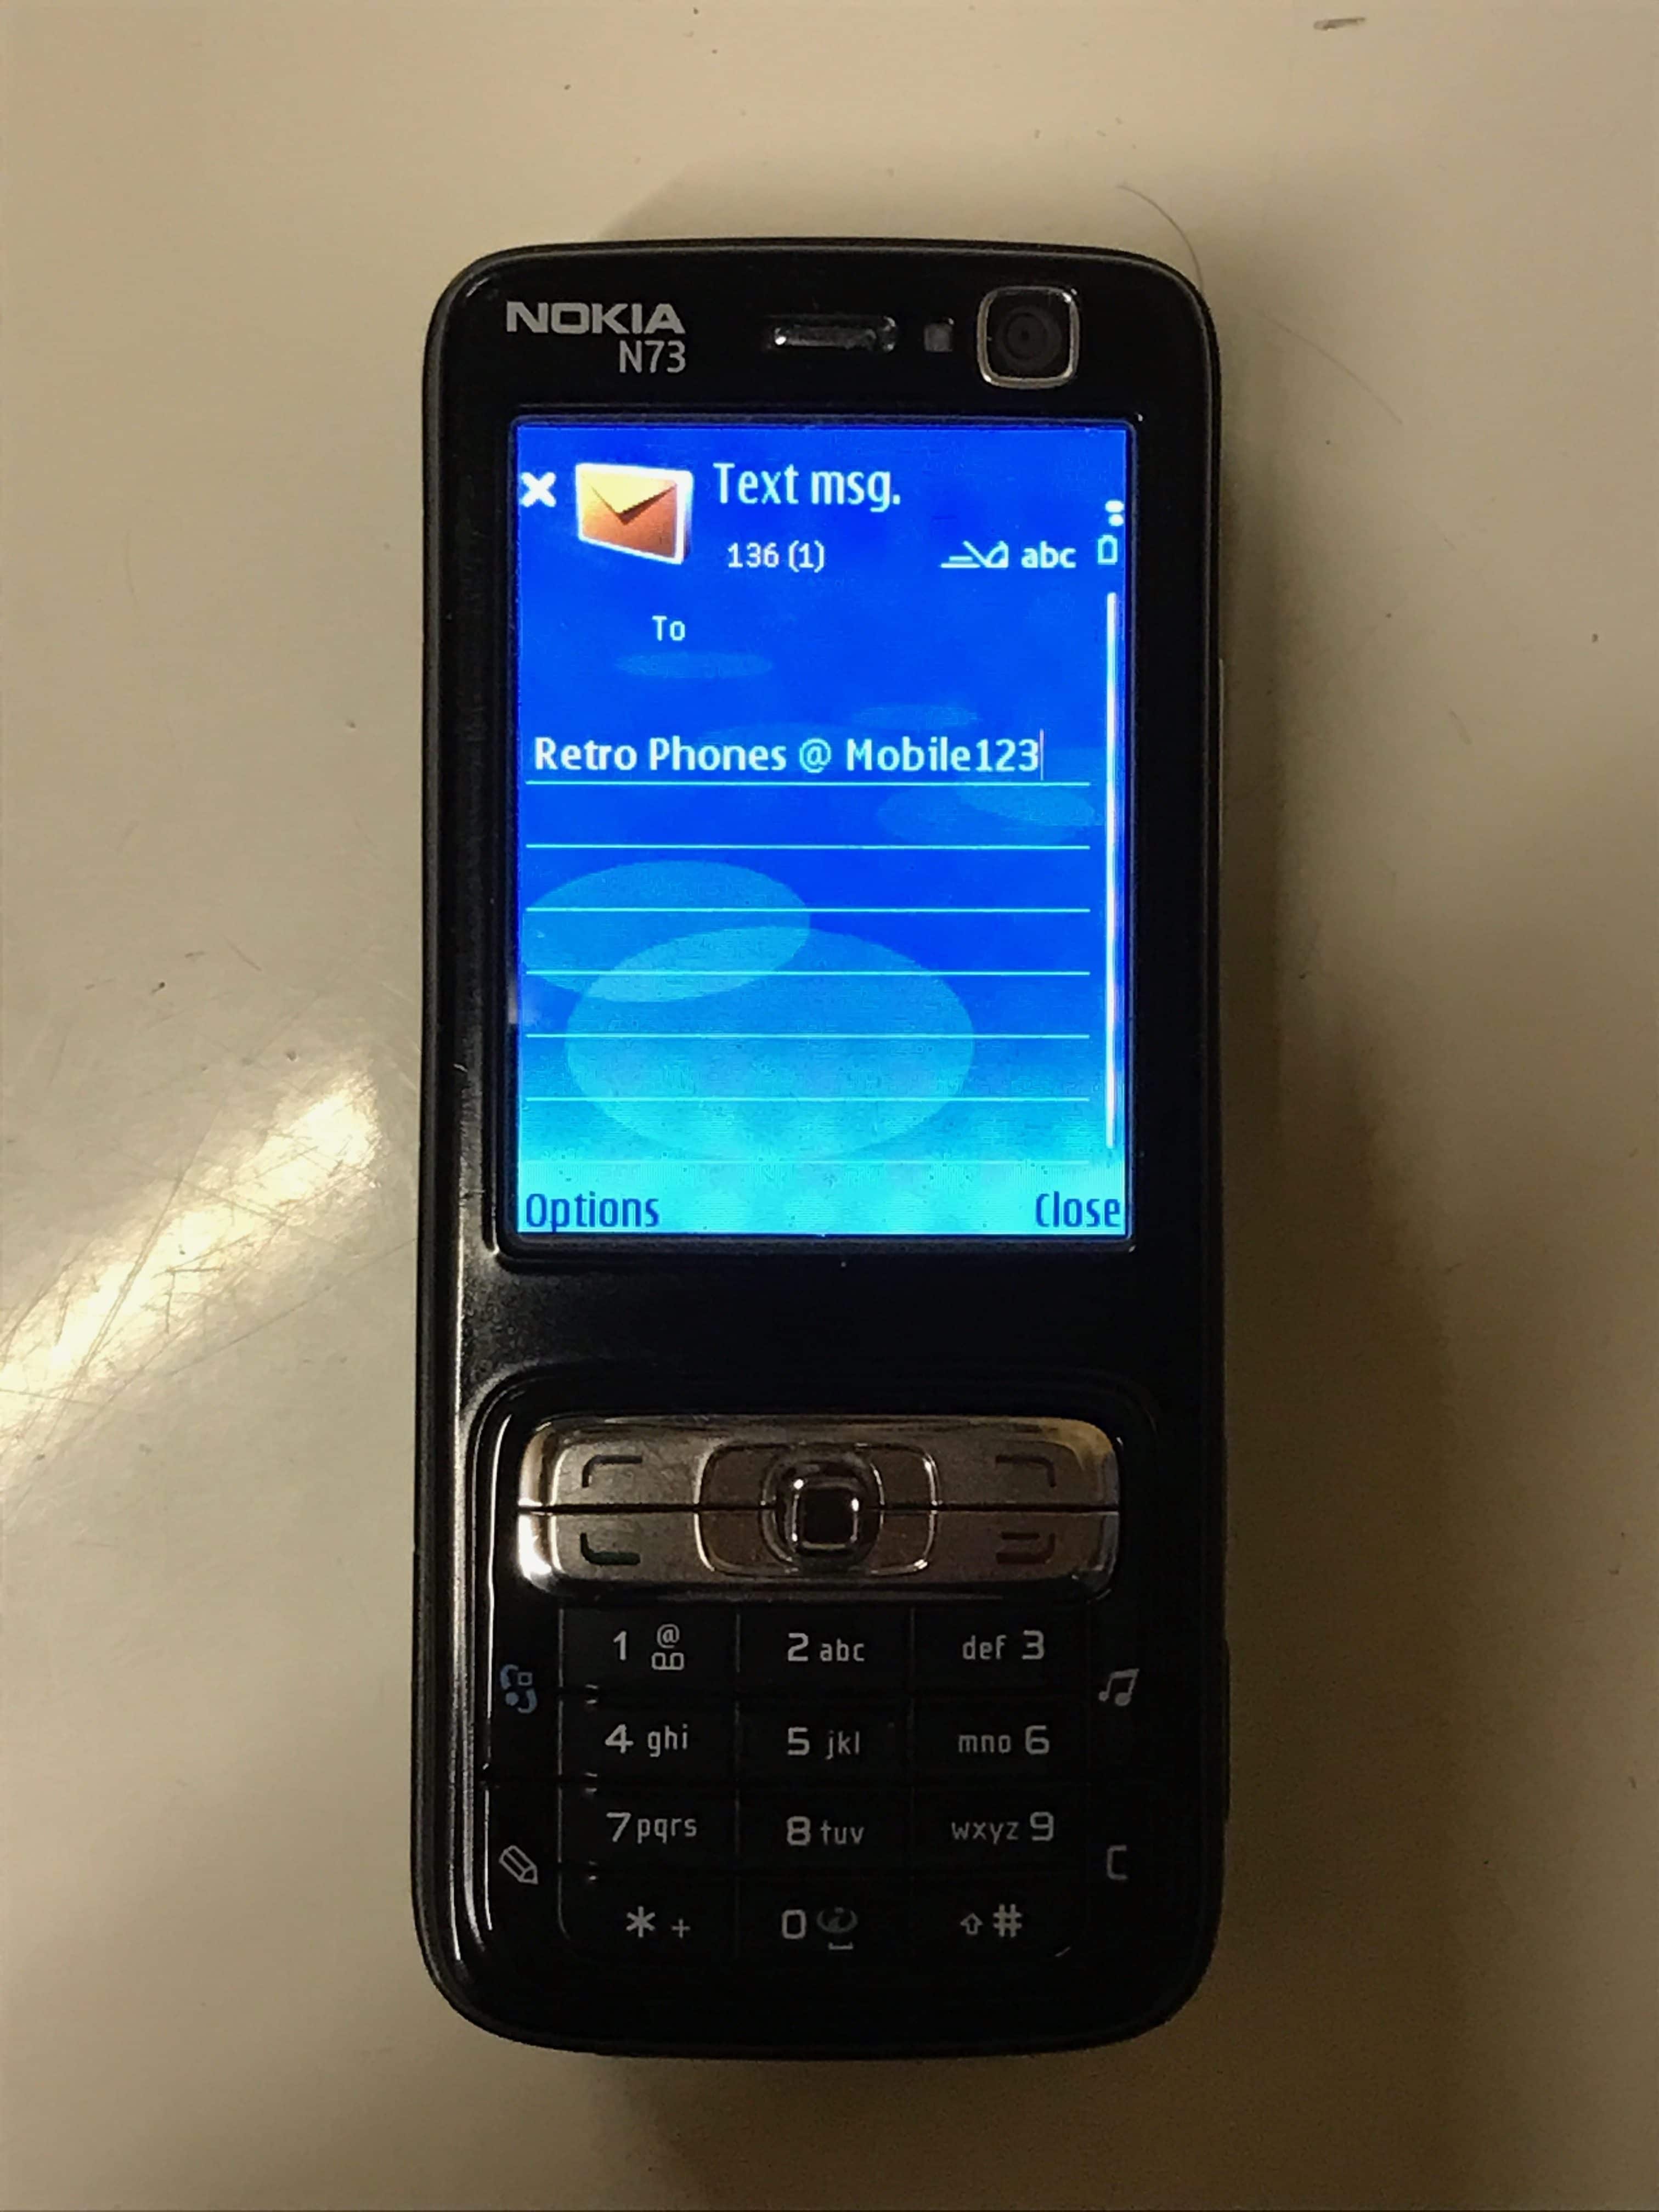 NOKIA
N73
Text msg.
136 (1) abc
To
Retro Phones @ Mobile123
Options Close
1 @ 2 abc def 3
4 ghi 5 jkl mno 6
7 pqrs 8 tuv wxyz 9 C
* + 0 #